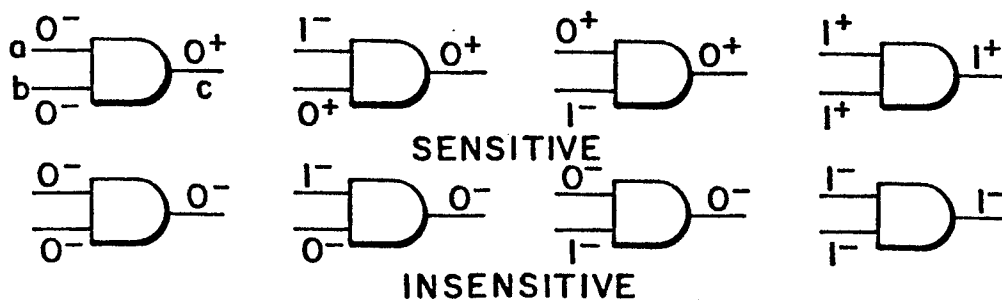 0⁻ 1⁻ 0⁺ 1⁺
a 0⁺ 0⁺ 0⁺ 1⁺
b c
0⁻ 0⁺ 1⁻ 1⁺
SENSITIVE
0⁻ 1⁻ 0⁻ 1⁻
0⁻ 0⁻ 0⁻ 1⁻
0⁻ 0⁻ 1⁻ 1⁻
INSENSITIVE